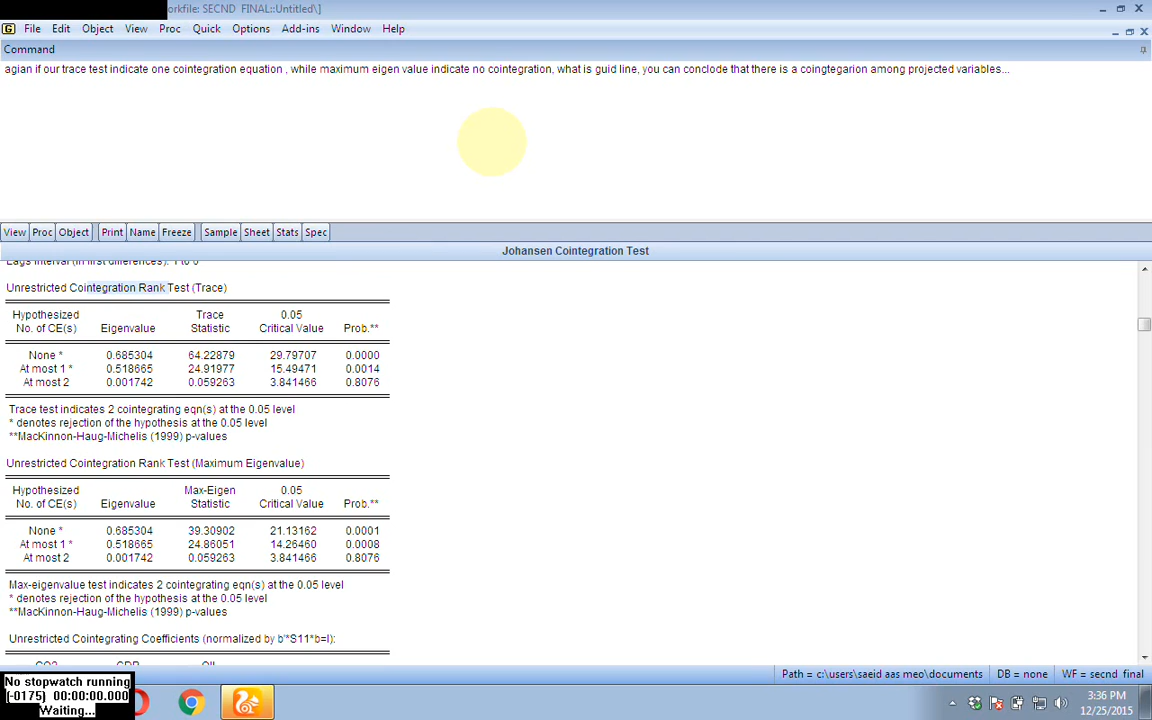 orkfile: SECND FINAL::Untitled\]
File Edit Object View Proc Quick Options Add-ins Window Help
Command
agian if our trace test indicate one cointegration equation , while maximum eigen value indicate no cointegration, what is guid line, you can conclode that there is a coingtegarion among projected variables...
View Proc Object Print Name Freeze Sample Sheet Stats Spec
Johansen Cointegration Test
Lags interval (in first differences): 1 to
Unrestricted Cointegration Rank Test (Trace)
Hypothesized Trace 0.05
No. of CE(s) Eigenvalue Statistic Critical Value Prob.**
None * 0.685304 64.22879 29.79707 0.0000
At most 1 * 0.518665 24.91977 15.49471 0.0014
At most 2 0.001742 0.059263 3.841466 0.8076
Trace test indicates 2 cointegrating eqn(s) at the 0.05 level
* denotes rejection of the hypothesis at the 0.05 level
**MacKinnon-Haug-Michelis (1999) p-values
Unrestricted Cointegration Rank Test (Maximum Eigenvalue)
Hypothesized Max-Eigen 0.05
No. of CE(s) Eigenvalue Statistic Critical Value Prob.**
None * 0.685304 39.30902 21.13162 0.0001
At most 1 * 0.518665 24.86051 14.26460 0.0008
At most 2 0.001742 0.059263 3.841466 0.8076
Max-eigenvalue test indicates 2 cointegrating eqn(s) at the 0.05 level
* denotes rejection of the hypothesis at the 0.05 level
**MacKinnon-Haug-Michelis (1999) p-values
Unrestricted Cointegrating Coefficients (normalized by b'*S11*b=I):
CO2 GDP OIL
Path = c:\users\saeid aas meo\documents DB = none WF = secnd final
No stopwatch running
(-0175) 00:00:00.000
Waiting...
3:36 PM
12/25/2015